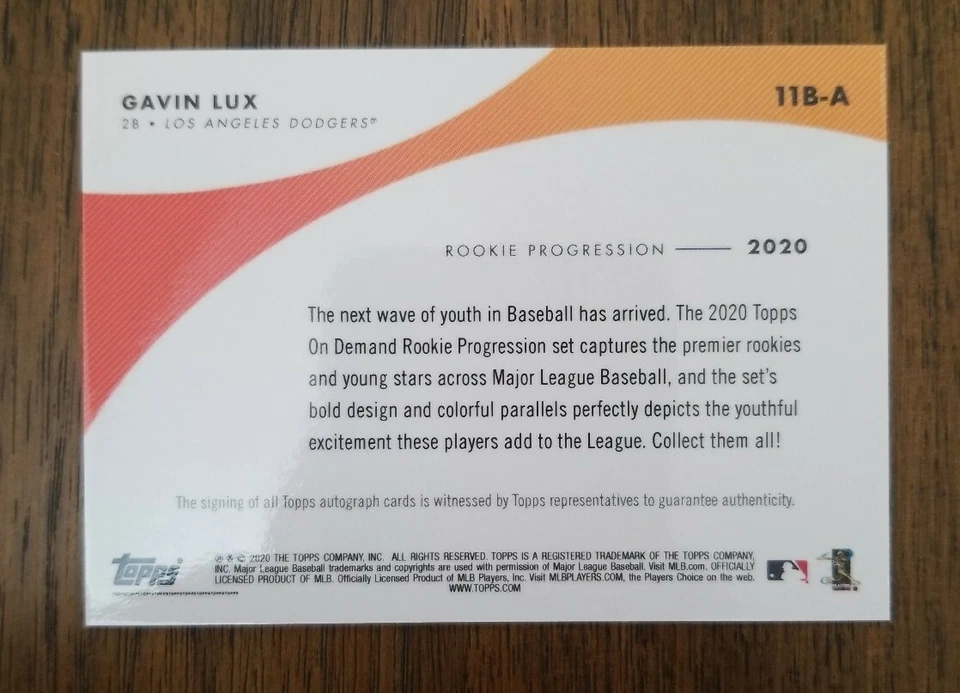 GAVIN LUX
2B • LOS ANGELES DODGERS®
11B-A
ROOKIE PROGRESSION — 2020
The next wave of youth in Baseball has arrived. The 2020 Topps
On Demand Rookie Progression set captures the premier rookies
and young stars across Major League Baseball, and the set's
bold design and colorful parallels perfectly depicts the youthful
excitement these players add to the League. Collect them all!
The signing of all Topps autograph cards is witnessed by Topps representatives to guarantee authenticity.
topps
℗ ® © 2020 THE TOPPS COMPANY, INC. ALL RIGHTS RESERVED. TOPPS IS A REGISTERED TRADEMARK OF THE TOPPS COMPANY,
INC. Major League Baseball trademarks and copyrights are used with permission of Major League Baseball. Visit MLB.com. OFFICIALLY
LICENSED PRODUCT OF MLB. Officially Licensed Product of MLB Players, Inc. Visit MLBPLAYERS.COM, the Players Choice on the web.
WWW.TOPPS.COM